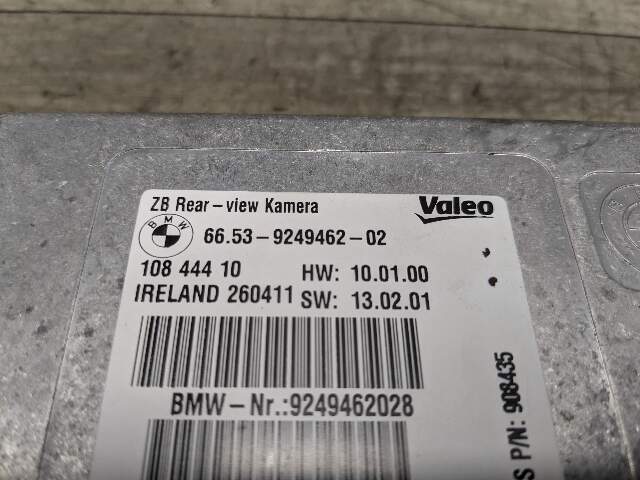 ZB Rear-view Kamera
Valeo
BMW
66.53-9249462-02
108 444 10 HW: 10.01.00
IRELAND 260411 SW: 13.02.01
BMW-Nr.:9249462028
S P/N: 908435